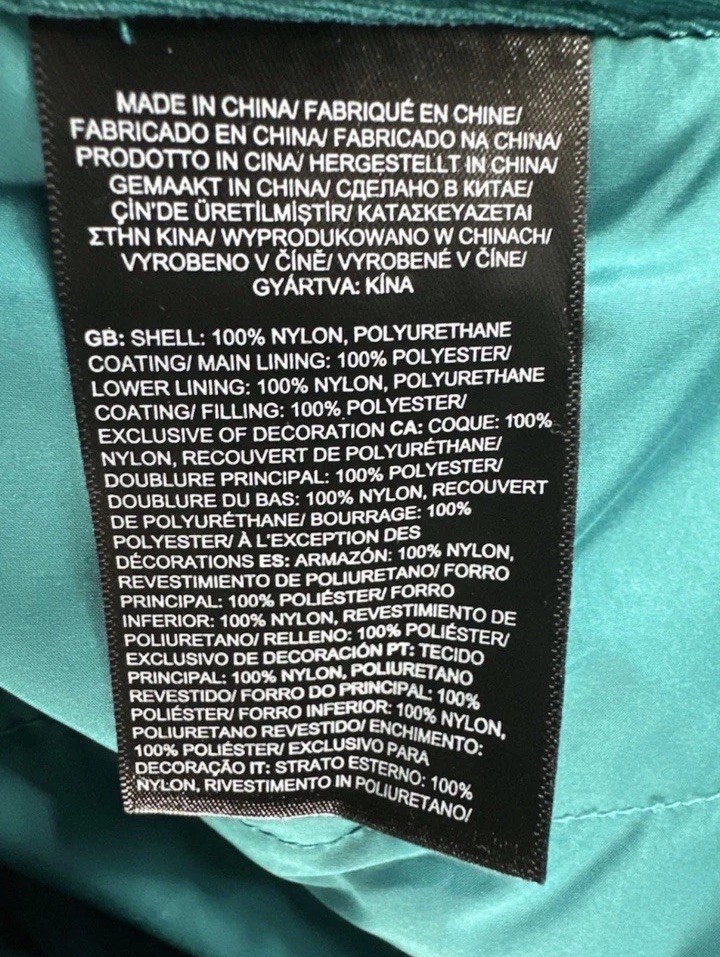 MADE IN CHINA/ FABRIQUÉ EN CHINE/
FABRICADO EN CHINA/ FABRICADO NA CHINA/
PRODOTTO IN CINA/ HERGESTELLT IN CHINA/
GEMAAKT IN CHINA/ СДЕЛАНО В КИТАЕ/
ÇİN'DE ÜRETİLMİŞTİR/ ΚΑΤΑΣΚΕΥΑΖΕΤΑΙ
ΣΤΗΝ ΚΙΝΑ/ WYPRODUKOWANO W CHINACH/
VYROBENO V ČÍNĚ/ VYROBENÉ V ČÍNE/
GYÁRTVA: KÍNA
GB: SHELL: 100% NYLON, POLYURETHANE
COATING/ MAIN LINING: 100% POLYESTER/
LOWER LINING: 100% NYLON, POLYURETHANE
COATING/ FILLING: 100% POLYESTER/
EXCLUSIVE OF DECORATION CA: COQUE: 100%
NYLON, RECOUVERT DE POLYURÉTHANE/
DOUBLURE PRINCIPAL: 100% POLYESTER/
DOUBLURE DU BAS: 100% NYLON, RECOUVERT
DE POLYURÉTHANE/ BOURRAGE: 100%
POLYESTER/ À L'EXCEPTION DES
DÉCORATIONS ES: ARMAZÓN: 100% NYLON,
REVESTIMIENTO DE POLIURETANO/ FORRO
PRINCIPAL: 100% POLIÉSTER/ FORRO
INFERIOR: 100% NYLON, REVESTIMIENTO DE
POLIURETANO/ RELLENO: 100% POLIÉSTER/
EXCLUSIVO DE DECORACIÓN PT: TECIDO
PRINCIPAL: 100% NYLON, POLIURETANO
REVESTIDO/ FORRO DO PRINCIPAL: 100%
POLIÉSTER/ FORRO INFERIOR: 100% NYLON,
POLIURETANO REVESTIDO/ ENCHIMENTO:
100% POLIÉSTER/ EXCLUSIVO PARA
DECORAÇÃO IT: STRATO ESTERNO: 100%
NYLON, RIVESTIMENTO IN POLIURETANO/